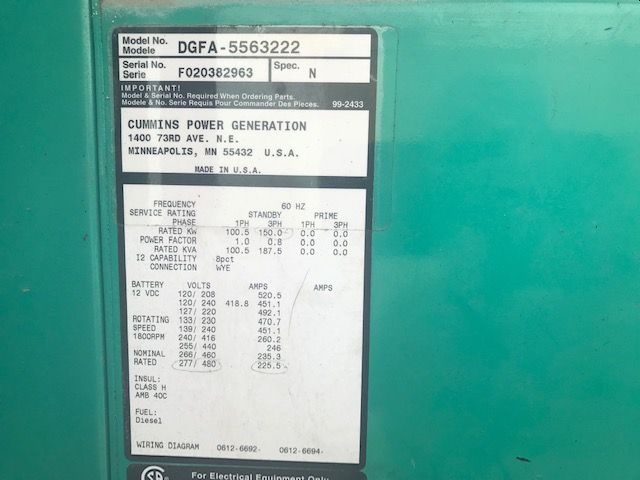 Model No. DGFA-5563222
Modele
Serial No. F020382963 Spec. N
Serie
IMPORTANT!
Model & Serial No. Required When Ordering Parts.
Modele & No. Serie Requis Pour Commander Des Pieces. 99-2433
CUMMINS POWER GENERATION
1400 73RD AVE. N.E.
MINNEAPOLIS, MN 55432 U.S.A.
MADE IN U.S.A.
FREQUENCY 60 HZ
SERVICE RATING STANDBY PRIME
PHASE 1PH 3PH 1PH 3PH
RATED KW 100.5 150.0 0.0 0.0
POWER FACTOR 1.0 0.8 0.0 0.0
RATED KVA 100.5 187.5 0.0 0.0
I2 CAPABILITY 8pct
CONNECTION WYE
BATTERY VOLTS AMPS AMPS
12 VDC 120/ 208 520.5
120/ 240 418.8 451.1
127/ 220 492.1
ROTATING 133/ 230 470.7
SPEED 139/ 240 451.1
1800RPM 240/ 416 260.2
255/ 440 246
NOMINAL 266/ 460 235.3
RATED 277/ 480 225.5
INSUL:
CLASS H
AMB 40C
FUEL:
Diesel
WIRING DIAGRAM 0612-6692- 0612-6694-
For Electrical Equipment Only